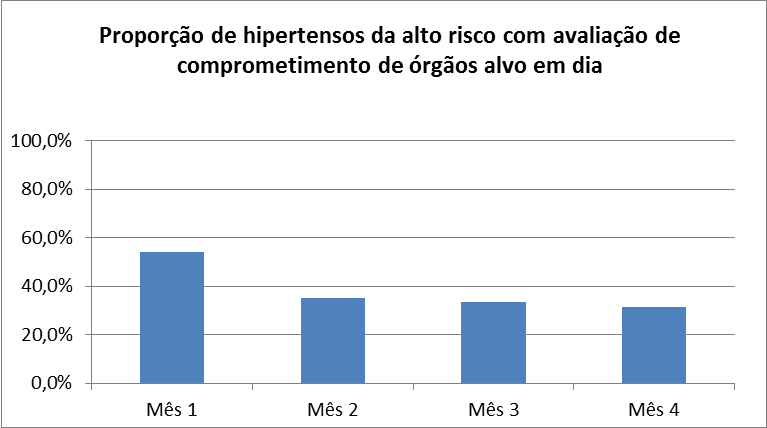 Proporção de hipertensos da alto risco com avaliação de
comprometimento de órgãos alvo em dia
100,0%
80,0%
60,0%
40,0%
20,0%
0,0%
Mês 1
Mês 2
Mês 3
Mês 4